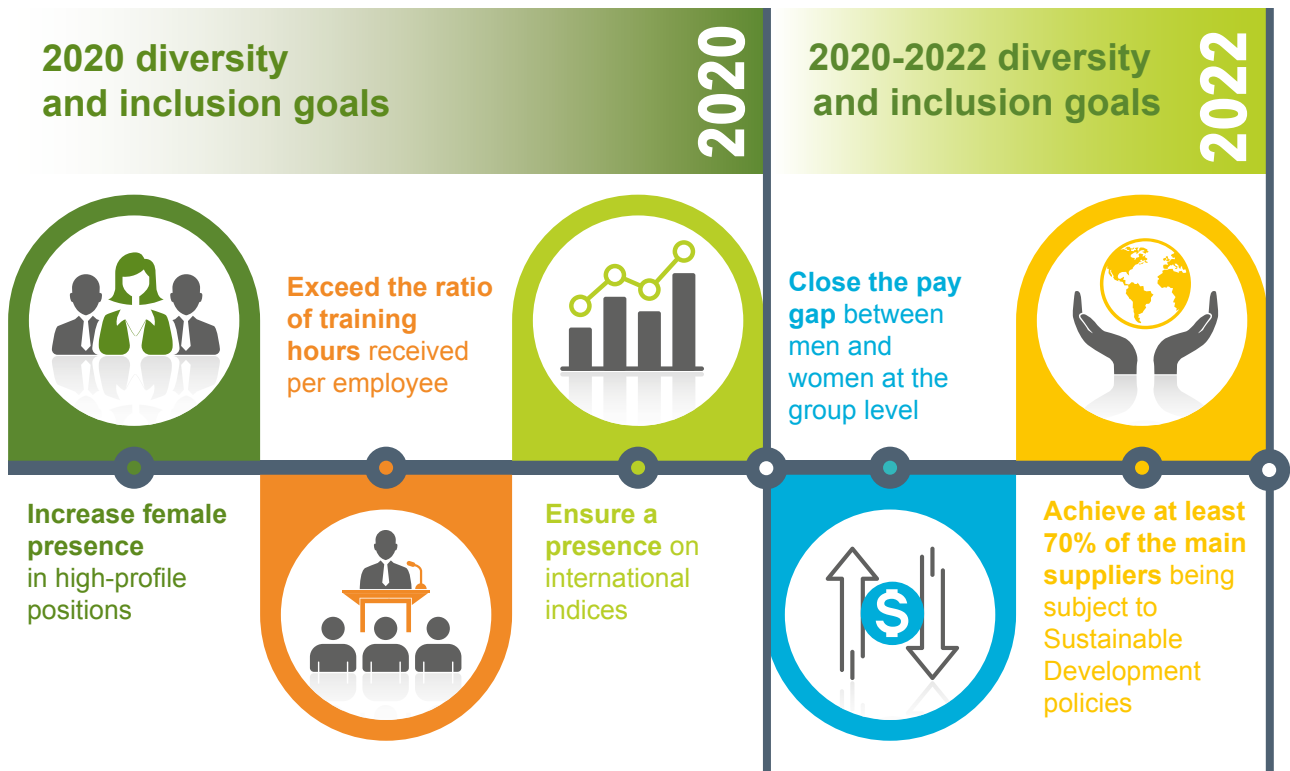 2020 diversity
and inclusion goals
2020
2020-2022 diversity
and inclusion goals
2022
Increase female
presence
in high-profile
positions
Exceed the ratio
of training
hours received
per employee
Ensure a
presence on
international
indices
Close the pay
gap between
men and
women at the
group level
$
Achieve at least
70% of the main
suppliers being
subject to
Sustainable
Development
policies